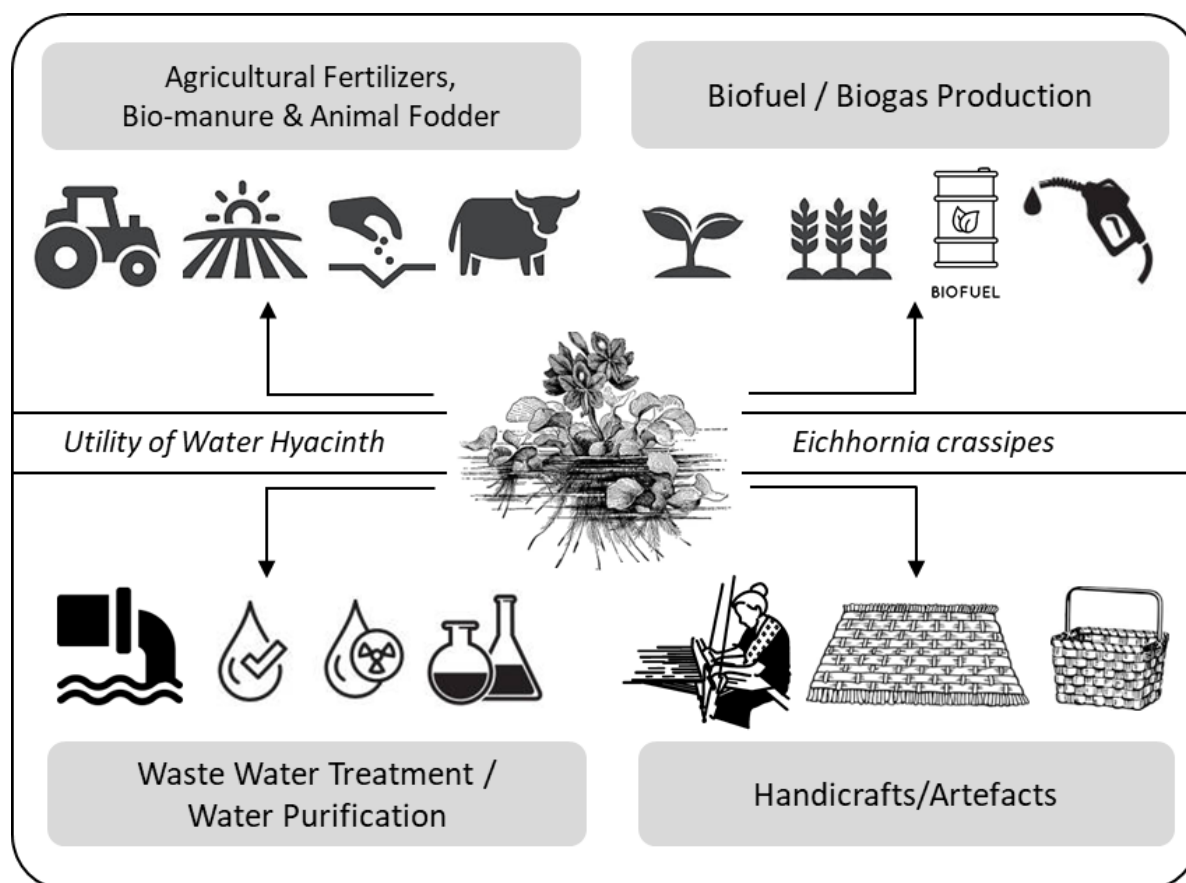 Agricultural Fertilizers,
Bio-manure & Animal Fodder
Biofuel / Biogas Production
BIOFUEL
Utility of Water Hyacinth
Eichhornia crassipes
Waste Water Treatment /
Water Purification
Handicrafts/Artefacts